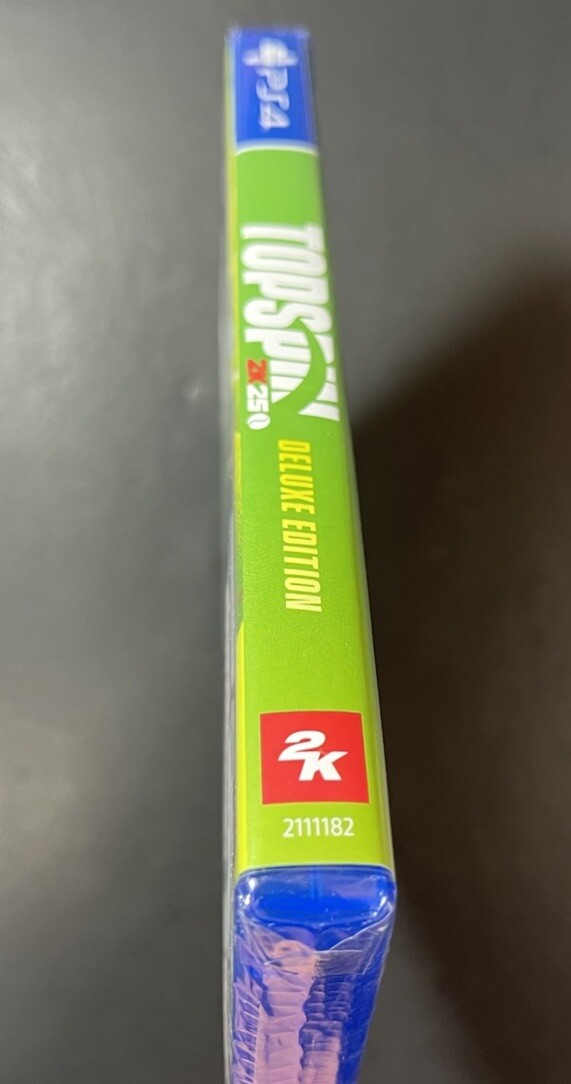 PS4
TOPSPIN
2K25
DELUXE EDITION
2K
2111182